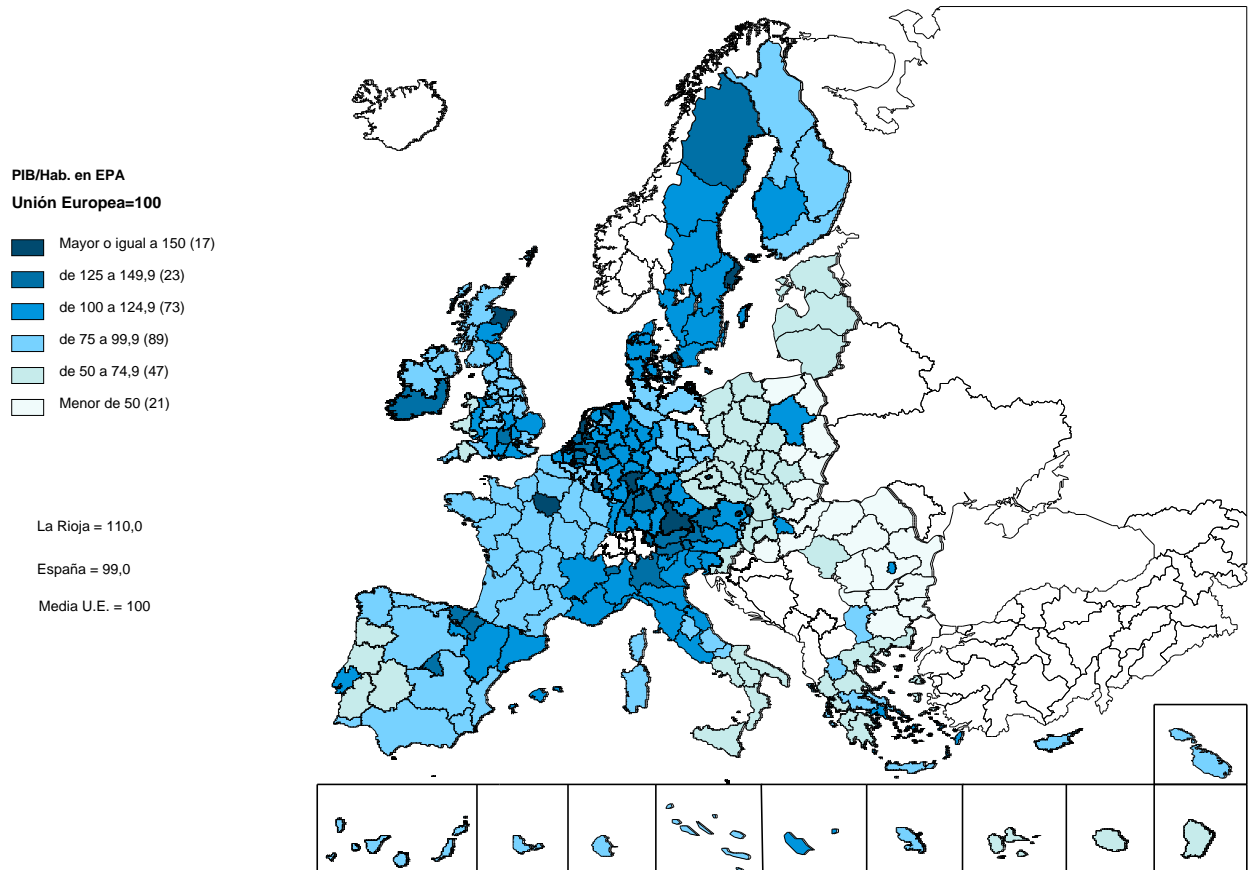 PIB/Hab. en EPA
Unión Europea=100
Mayor o igual a 150 (17)
de 125 a 149,9 (23)
de 100 a 124,9 (73)
de 75 a 99,9 (89)
de 50 a 74,9 (47)
Menor de 50 (21)
La Rioja = 110,0
España = 99,0
Media U.E. = 100